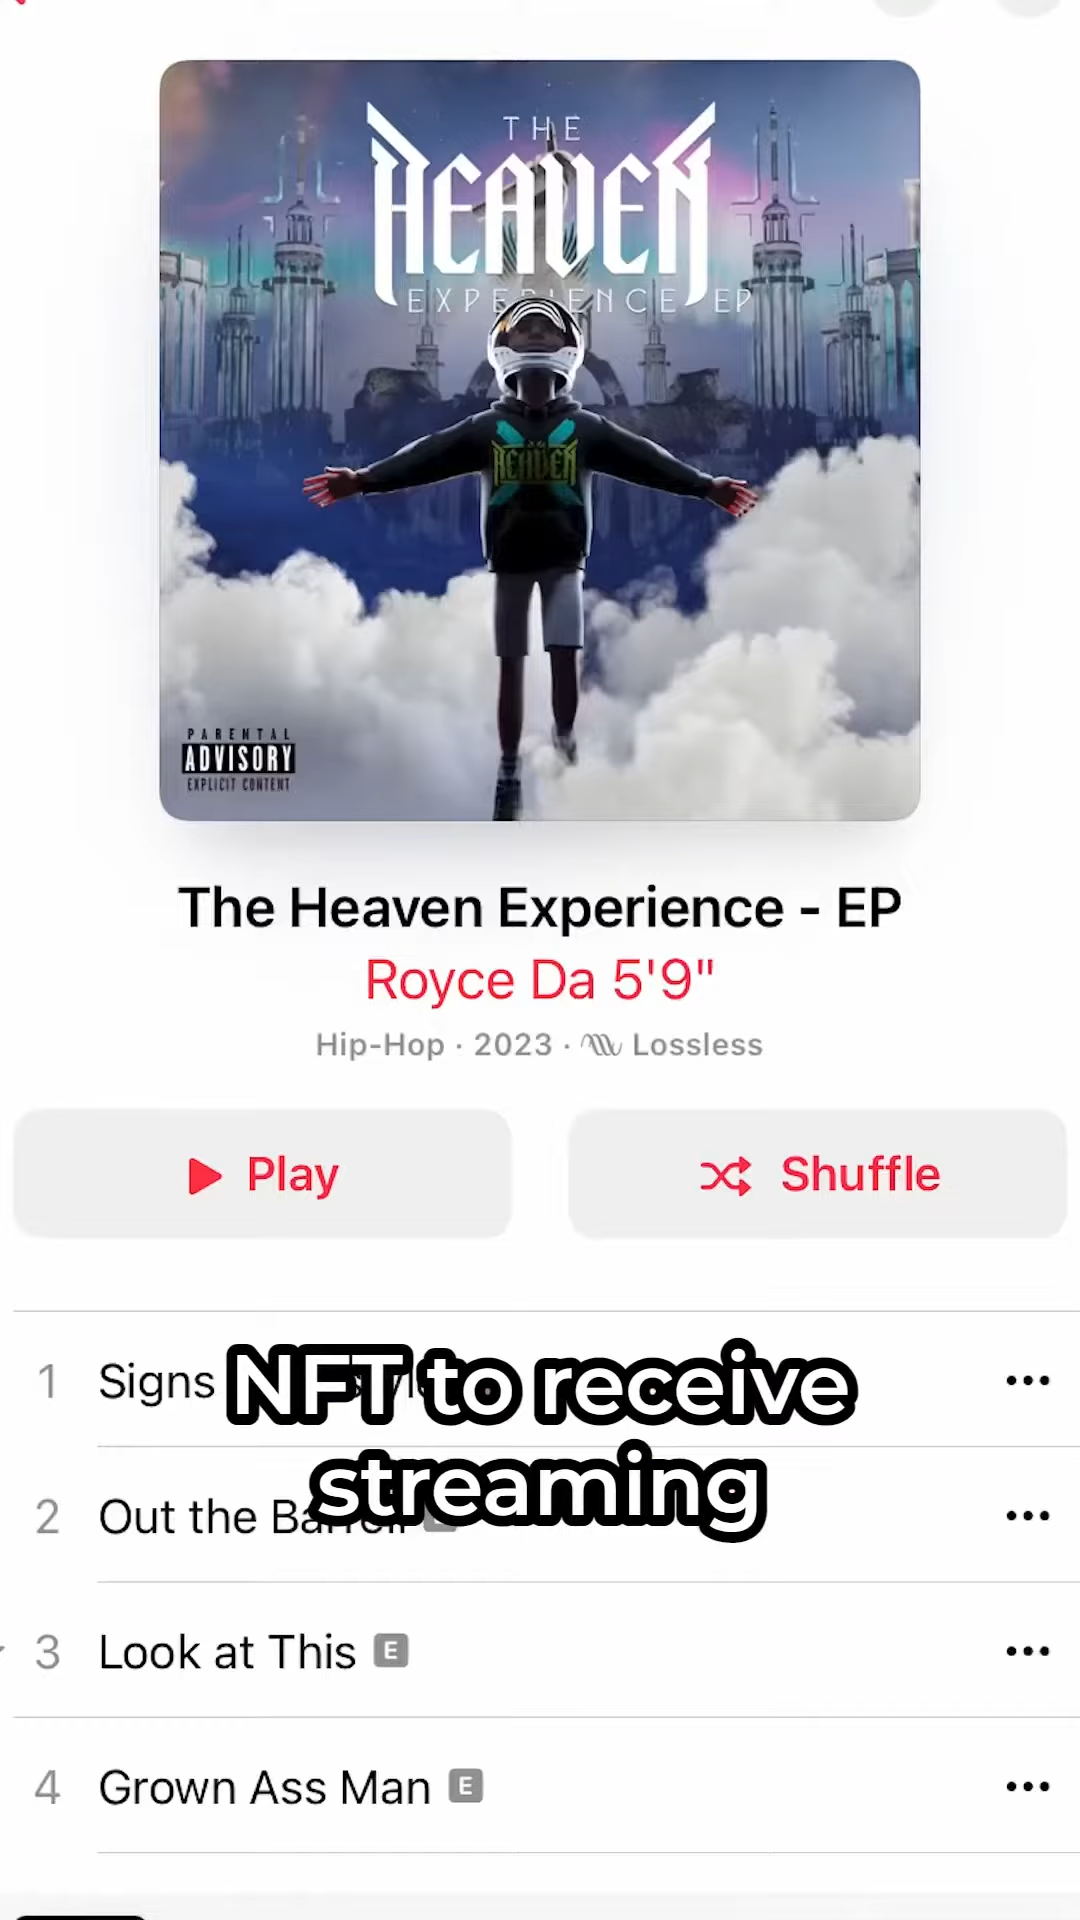 THE
HEAVEN
EXPERIENCE EP
HEAVEN
PARENTAL
ADVISORY
EXPLICIT CONTENT
The Heaven Experience - EP
Royce Da 5'9"
Hip-Hop · 2023 · Lossless
Play
Shuffle
1 Signs
NFT to receive
streaming
2 Out the
3 Look at This E
4 Grown Ass Man E